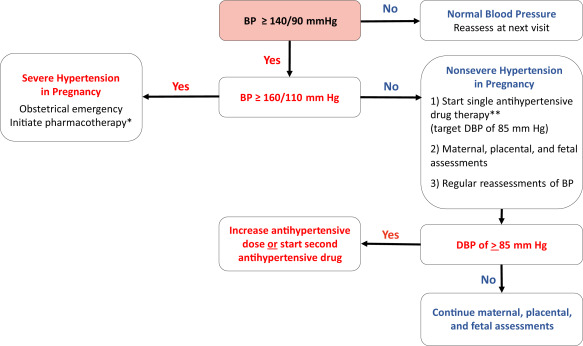 BP ≥ 140/90 mmHg
No
Normal Blood Pressure
Reassess at next visit
Yes
Severe Hypertension
in Pregnancy
Obstetrical emergency
Initiate pharmacotherapy*
Yes
BP ≥ 160/110 mm Hg
No
Nonsevere Hypertension
in Pregnancy
1) Start single antihypertensive
drug therapy**
(target DBP of 85 mm Hg)
2) Maternal, placental, and fetal
assessments
3) Regular reassessments of BP
Increase antihypertensive
dose or start second
antihypertensive drug
Yes
DBP of ≥ 85 mm Hg
No
Continue maternal, placental,
and fetal assessments